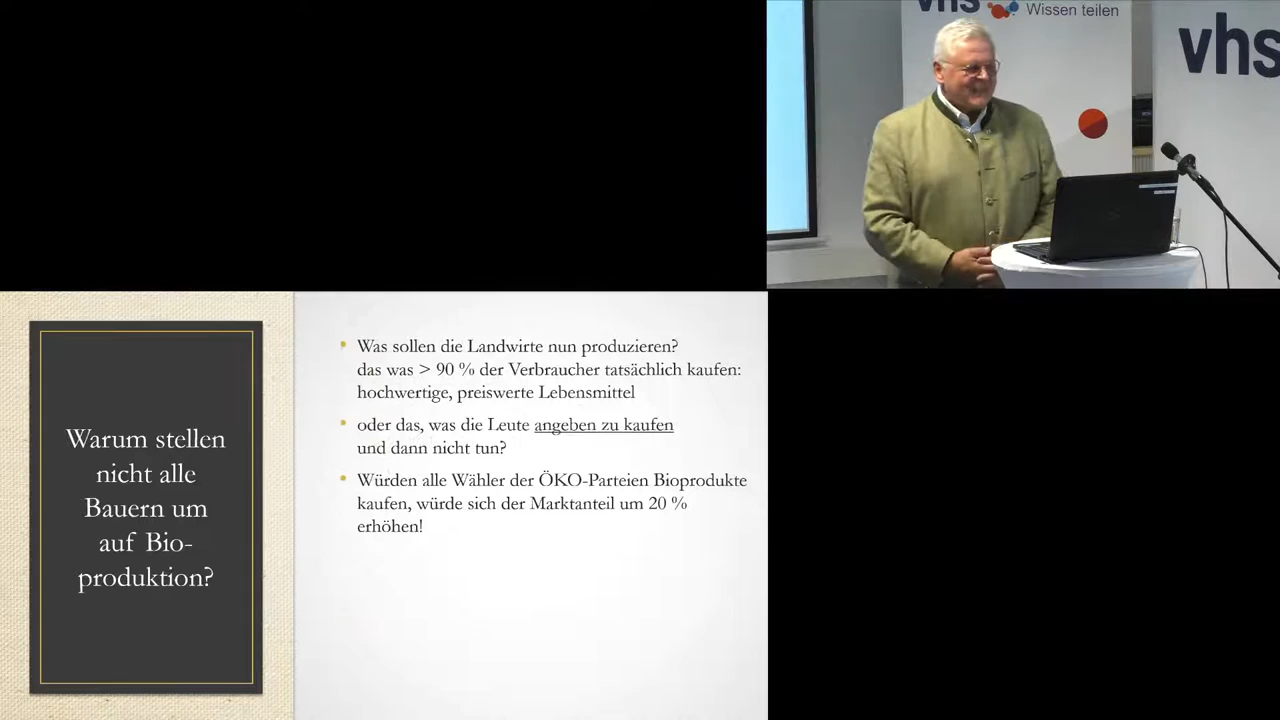 vhs
Wissen teilen
vhs
Warum stellen
nicht alle
Bauern um
auf Bio-
produktion?
Was sollen die Landwirte nun produzieren?
das was > 90 % der Verbraucher tatsächlich kaufen:
hochwertige, preiswerte Lebensmittel
oder das, was die Leute angeben zu kaufen
und dann nicht tun?
Würden alle Wähler der ÖKO-Parteien Bioprodukte
kaufen, würde sich der Marktanteil um 20 %
erhöhen!